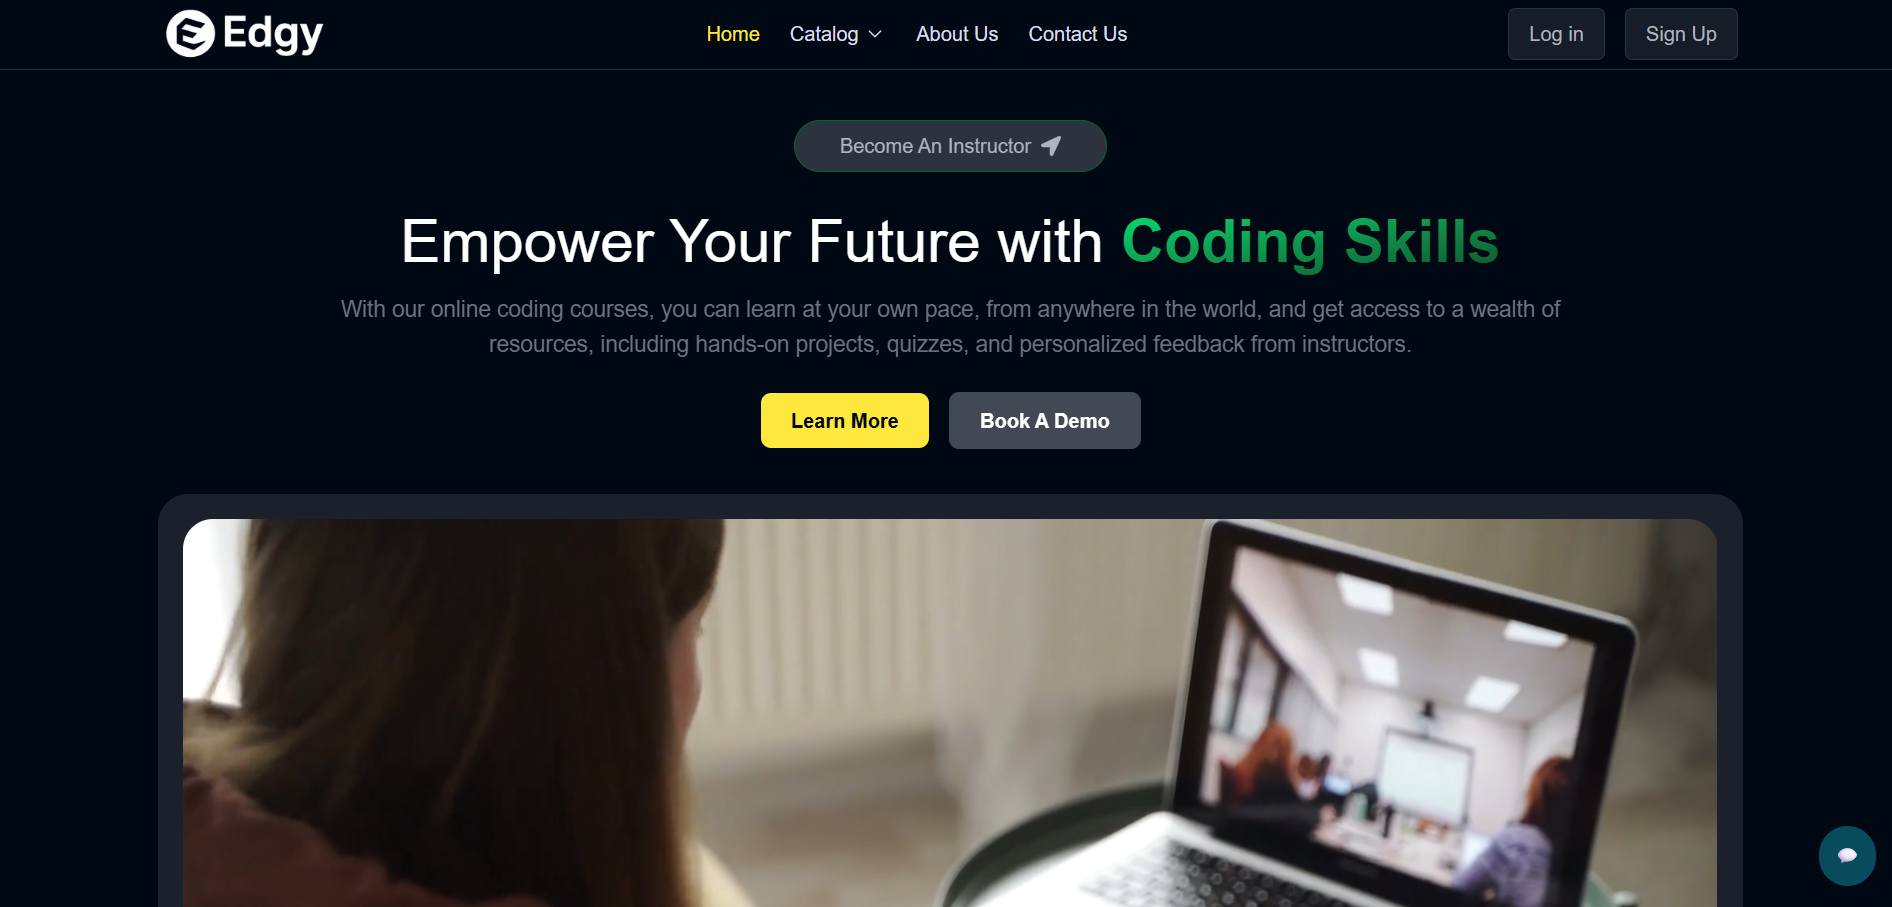 Edgy
Home
Catalog
About Us
Contact Us
Log in
Sign Up
Become An Instructor
Empower Your Future with Coding Skills
With our online coding courses, you can learn at your own pace, from anywhere in the world, and get access to a wealth of
resources, including hands-on projects, quizzes, and personalized feedback from instructors.
Learn More
Book A Demo